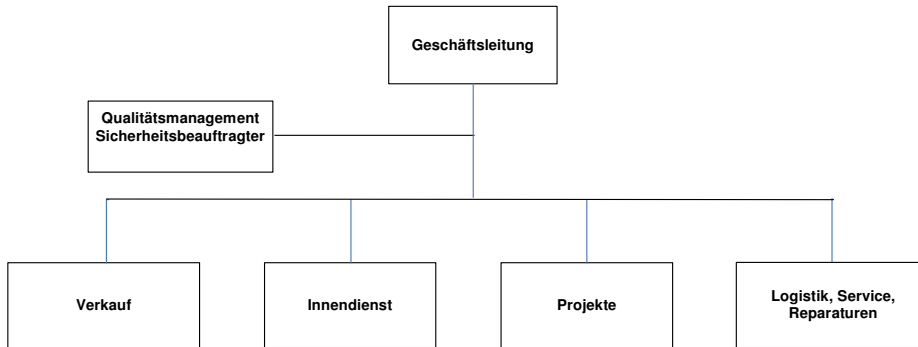 Geschäftsleitung
Qualitätsmanagement
Sicherheitsbeauftragter
Verkauf
Innendienst
Projekte
Logistik, Service,
Reparaturen